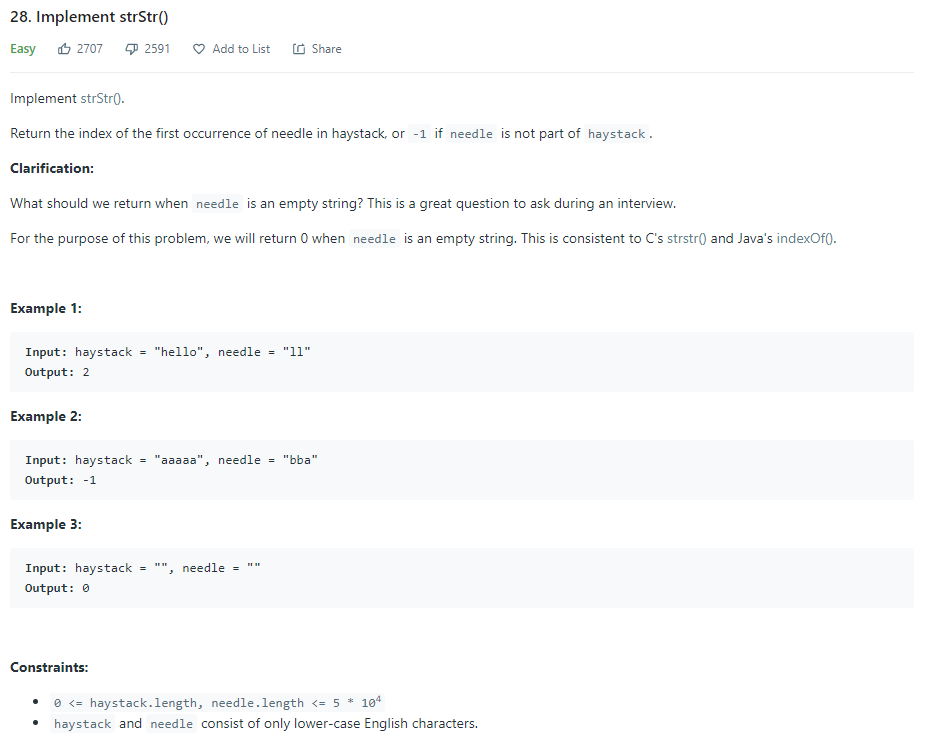 28. Implement strStr()
Easy 2707 2591 Add to List Share
Implement strStr().
Return the index of the first occurrence of needle in haystack, or -1 if needle is not part of haystack.
Clarification:
What should we return when needle is an empty string? This is a great question to ask during an interview.
For the purpose of this problem, we will return 0 when needle is an empty string. This is consistent to C's strstr() and Java's indexOf().
Example 1:
Input: haystack = "hello", needle = "ll"
Output: 2
Example 2:
Input: haystack = "aaaaa", needle = "bba"
Output: -1
Example 3:
Input: haystack = "", needle = ""
Output: 0
Constraints:
• 0 <= haystack.length, needle.length <= 5 * 10⁴
• haystack and needle consist of only lower-case English characters.